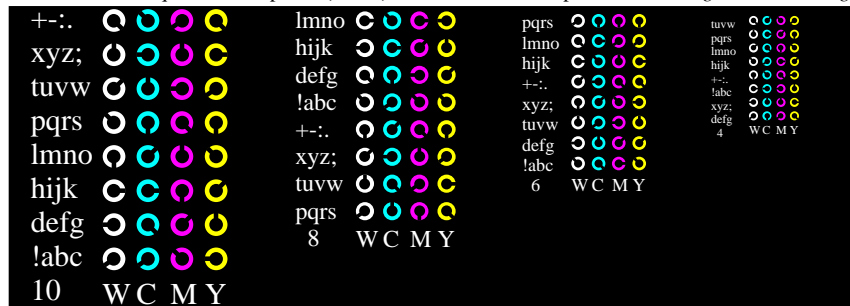 +-:.
xyz;
tuvw
pqrs
lmno
hijk
defg
!abc
10 W C M Y
lmno
hijk
defg
!abc
+-:.
xyz;
tuvw
pqrs
8 W C M Y
pqrs
lmno
hijk
+-:.
xyz;
tuvw
defg
!abc
6 W C M Y
tuvw
pqrs
lmno
hijk
+-:.
!abc
xyz;
defg
4 W C M Y